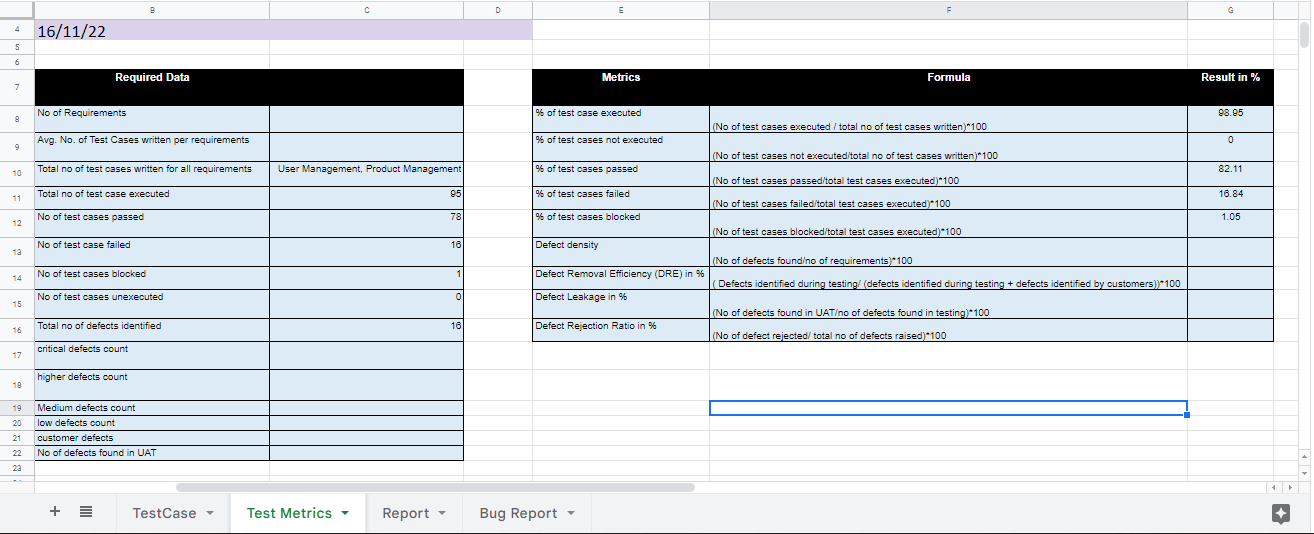 B C D E F G
4 16/11/22
5
6
7 Required Data Metrics Formula Result in %
8 No of Requirements % of test case executed (No of test cases executed / total no of test cases written)*100 98.95
9 Avg. No. of Test Cases written per requirements % of test cases not executed (No of test cases not executed/total no of test cases written)*100 0
10 Total no of test cases written for all requirements User Management, Product Management % of test cases passed (No of test cases passed/total test cases executed)*100 82.11
11 Total no of test case executed 95 % of test cases failed (No of test cases failed/total test cases executed)*100 16.84
12 No of test cases passed 78 % of test cases blocked (No of test cases blocked/total test cases executed)*100 1.05
13 No of test case failed 16 Defect density (No of defects found/no of requirements)*100
14 No of test cases blocked 1 Defect Removal Efficiency (DRE) in % ( Defects identified during testing/ (defects identified during testing + defects identified by customers))*100
15 No of test cases unexecuted 0 Defect Leakage in % (No of defects found in UAT/no of defects found in testing)*100
16 Total no of defects identified 16 Defect Rejection Ratio in % (No of defect rejected/ total no of defects raised)*100
17 critical defects count
18 higher defects count
19 Medium defects count
20 low defects count
21 customer defects
22 No of defects found in UAT
23
TestCase Test Metrics Report Bug Report